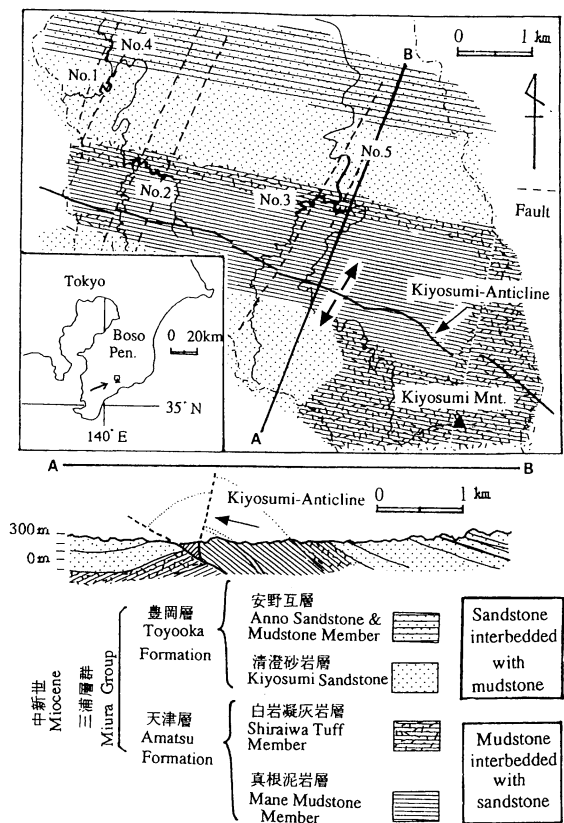 0 1 km
B
No.4
No.1
No.5
No.2
No.3
Fault
Kiyosumi-Anticline
Kiyosumi Mnt.
A
Tokyo
Boso
Pen.
0 20km
35°N
140°E
A B
Kiyosumi-Anticline
0 1 km
300m
0m
中新世
Miocene
三浦層群
Miura Group
豊岡層
Toyooka
Formation
安野互層
Anno Sandstone &
Mudstone Member
清澄砂岩層
Kiyosumi Sandstone
Sandstone
interbedded
with
mudstone
天津層
Amatsu
Formation
白岩凝灰岩層
Shiraiwa Tuff
Member
真根泥岩層
Mane Mudstone
Member
Mudstone
interbedded
with
sandstone